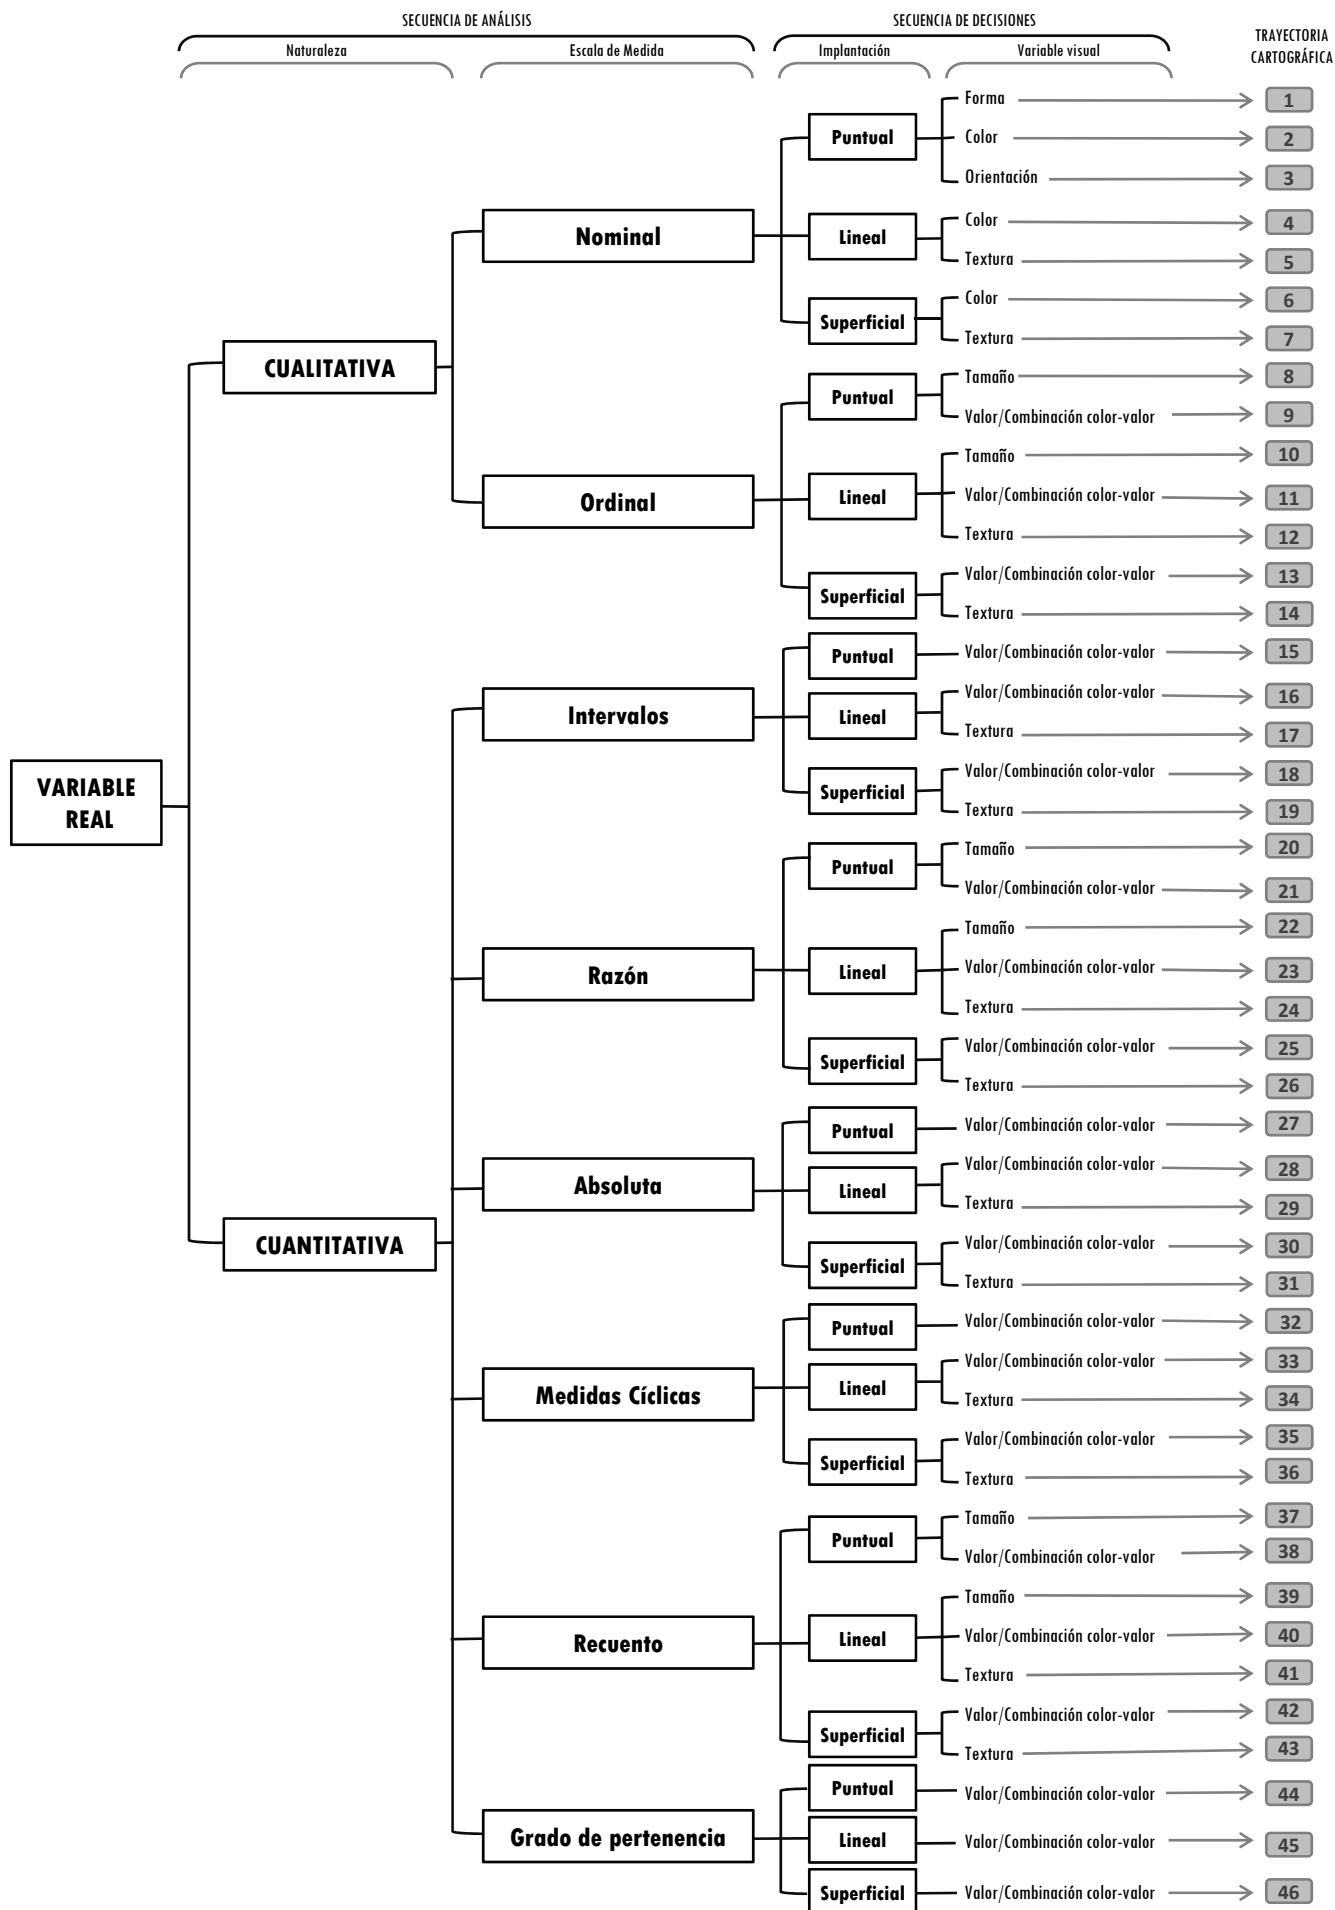 SECUENCIA DE ANÁLISIS
SECUENCIA DE DECISIONES
TRAYECTORIA
CARTOGRÁFICA
Naturaleza
Escala de Medida
Implantación
Variable visual
VARIABLE
REAL
CUALITATIVA
Nominal
Puntual
Forma
1
Color
2
Orientación
3
Lineal
Color
4
Textura
5
Superficial
Color
6
Textura
7
Ordinal
Puntual
Tamaño
8
Valor/Combinación color-valor
9
Lineal
Tamaño
10
Valor/Combinación color-valor
11
Textura
12
Superficial
Valor/Combinación color-valor
13
Textura
14
CUANTITATIVA
Intervalos
Puntual
Valor/Combinación color-valor
15
Lineal
Valor/Combinación color-valor
16
Textura
17
Superficial
Valor/Combinación color-valor
18
Textura
19
Razón
Puntual
Tamaño
20
Valor/Combinación color-valor
21
Lineal
Tamaño
22
Valor/Combinación color-valor
23
Textura
24
Superficial
Valor/Combinación color-valor
25
Textura
26
Absoluta
Puntual
Valor/Combinación color-valor
27
Lineal
Valor/Combinación color-valor
28
Textura
29
Superficial
Valor/Combinación color-valor
30
Textura
31
Medidas Cíclicas
Puntual
Valor/Combinación color-valor
32
Lineal
Valor/Combinación color-valor
33
Textura
34
Superficial
Valor/Combinación color-valor
35
Textura
36
Recuento
Puntual
Tamaño
37
Valor/Combinación color-valor
38
Lineal
Tamaño
39
Valor/Combinación color-valor
40
Textura
41
Superficial
Valor/Combinación color-valor
42
Textura
43
Grado de pertenencia
Puntual
Valor/Combinación color-valor
44
Lineal
Valor/Combinación color-valor
45
Superficial
Valor/Combinación color-valor
46